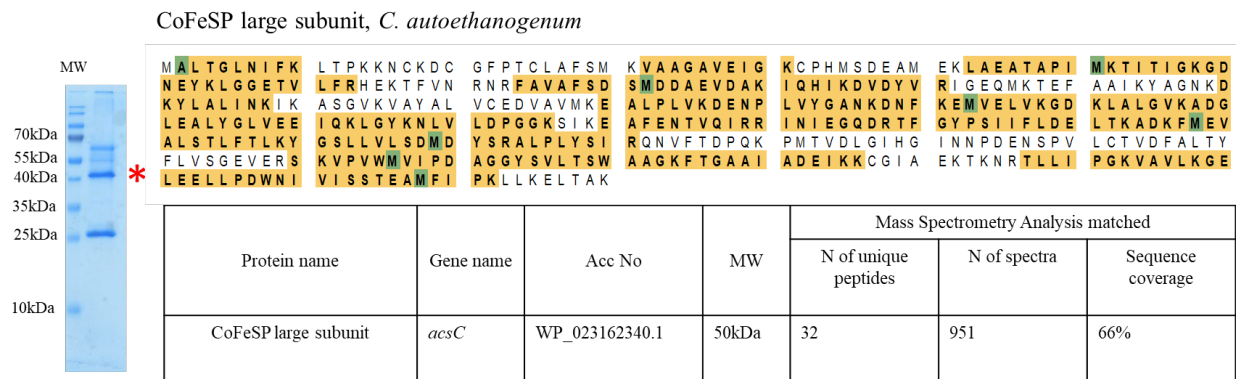 CoFeSP large subunit, C. autoethanogenum
MW
70kDa
55kDa
40kDa
35kDa
25kDa
10kDa
*
MALTGLNIFK LTPKKNCKDC GFPTCLAFSM KVAAGAVEIG KCPHMSDEAM EKLAEATAPI MKTITIGKGD
NEYKLGGETV LFRHEKTFVN RNRFAVAFSD SMDDAEVDAK IQHIKDVDYV RIGEQMKTEF AAIKYAGNKD
KYLALINKIK ASGVKVAYAL VCEDVAVMKE ALPLVKDENP LVYGANKDNF KEMVELVKGD KLALGVKADG
LEALYGLVEE IQKLGYKNLV LDPGGKSIKE AFENTVQIRR INIEGQDRTF GYPSIIFLDE LTKADKFMEV
ALSTLFTLKY GSLLVLSDMD YSRALPLYSI RQNVFTDPQK PMTVDLGIHG INNPDENSPV LCTVDFALTY
FLVSGEVERS KVPVWMVIPD AGGYSVLTSW AAGKFTGAAI ADEIKKCGIA EKTKNRTLLI PGKVAVLKGE
LEELLPDWNI VISSTEAMFI PKLLKELTAK
Mass Spectrometry Analysis matched
Protein name Gene name Acc No MW N of unique peptides N of spectra Sequence coverage
CoFeSP large subunit acsC WP_023162340.1 50kDa 32 951 66%